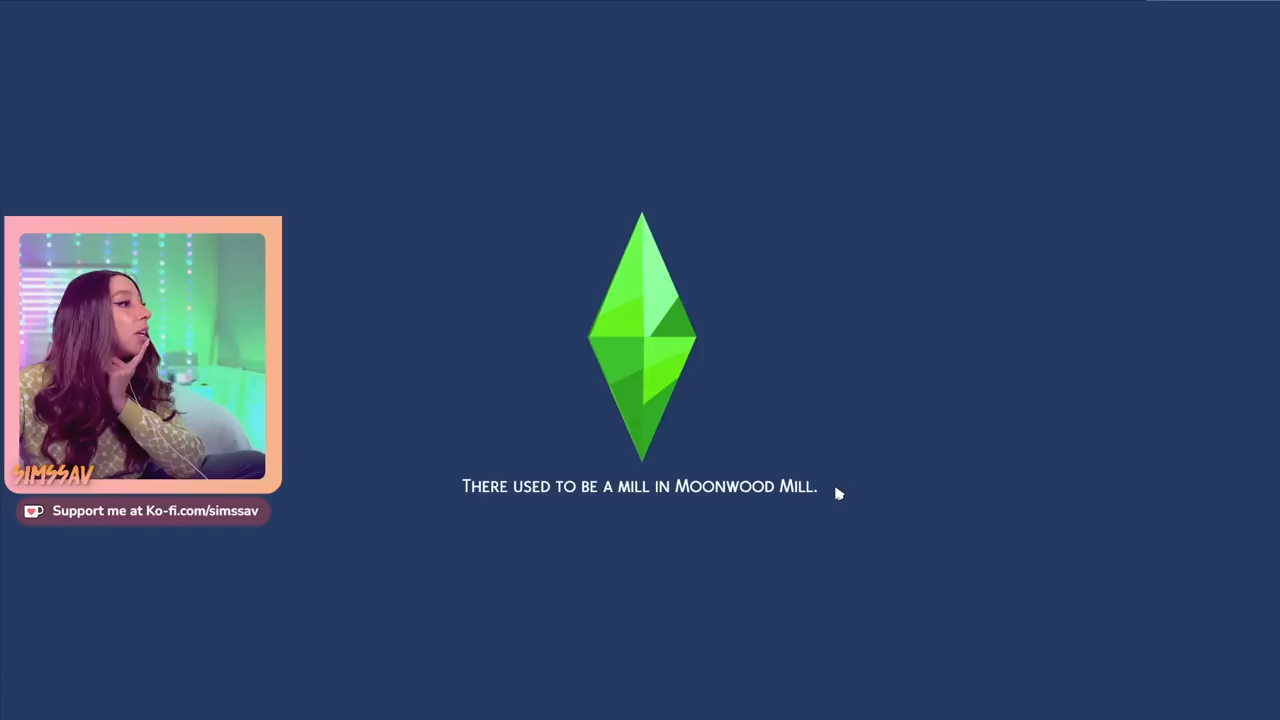 There used to be a mill in Moonwood Mill.
SIMSSAV
Support me at Ko-fi.com/simssav